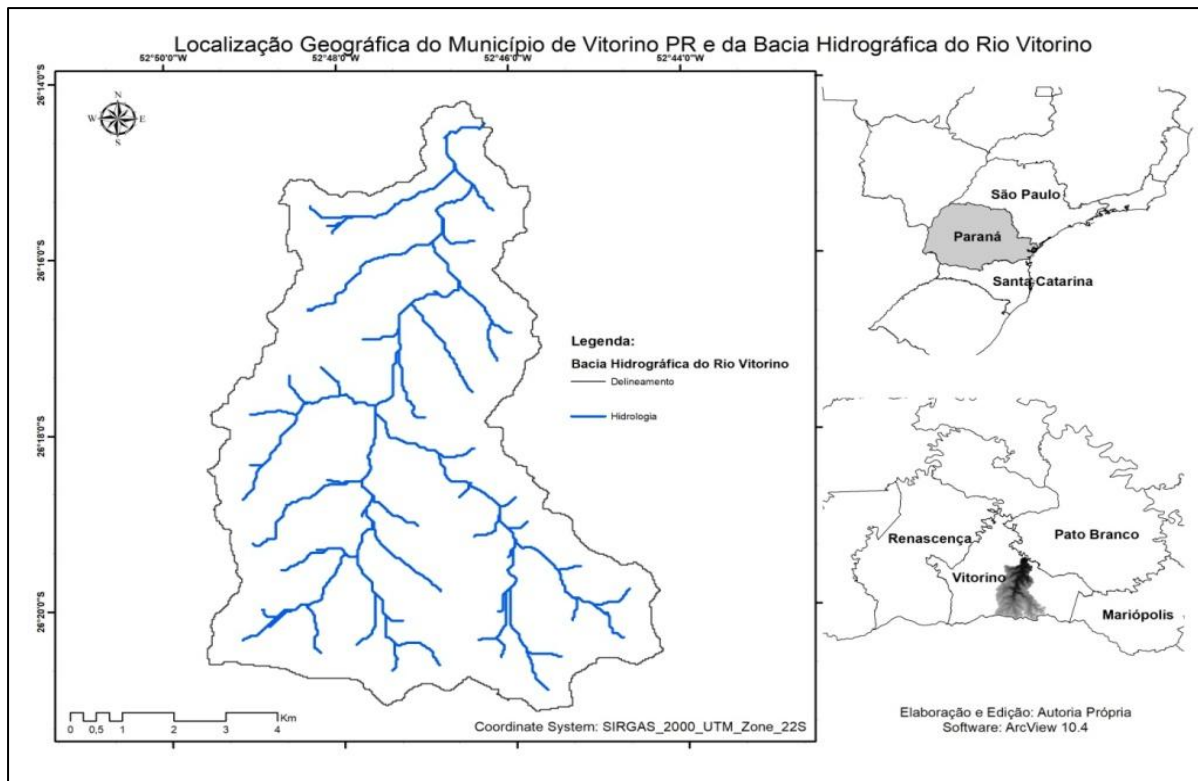 Localização Geográfica do Município de Vitorino PR e da Bacia Hidrográfica do Rio Vitorino
52°50'0"W
52°48'0"W
52°46'0"W
52°44'0"W
26°14'0"S
26°16'0"S
26°18'0"S
26°20'0"S
N
W E
S
Legenda:
Bacia Hidrográfica do Rio Vitorino
Delineamento
Hidrologia
0 0,5 1 2 3 4 Km
Coordinate System: SIRGAS_2000_UTM_Zone_22S
São Paulo
Paraná
Santa Catarina
Renascença
Pato Branco
Vitorino
Mariópolis
Elaboração e Edição: Autoria Própria
Software: ArcView 10.4